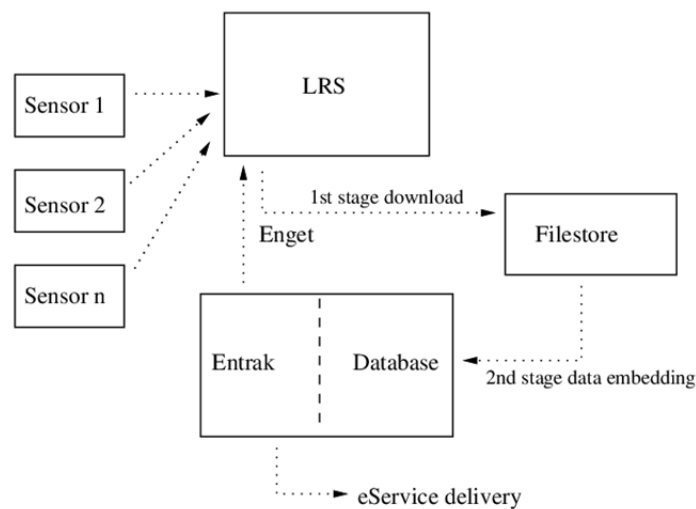 LRS
Sensor 1
Sensor 2
Sensor n
1st stage download
Enget
Filestore
Entrak
Database
2nd stage data embedding
eService delivery